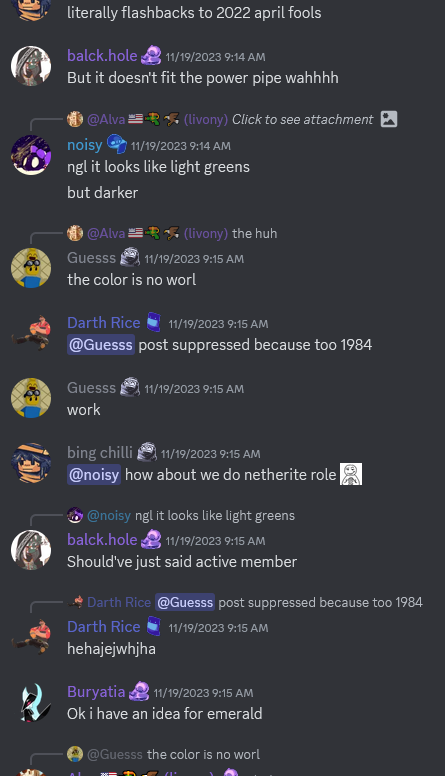 literally flashbacks to 2022 april fools
balck.hole 11/19/2023 9:14 AM
But it doesn't fit the power pipe wahhhh
@Alva (livony) Click to see attachment
noisy 11/19/2023 9:14 AM
ngl it looks like light greens
but darker
@Alva (livony) the huh
Guesss 11/19/2023 9:15 AM
the color is no worl
Darth Rice 11/19/2023 9:15 AM
@Guesss post suppressed because too 1984
Guesss 11/19/2023 9:15 AM
work
bing chilli 11/19/2023 9:15 AM
@noisy how about we do netherite role
@noisy ngl it looks like light greens
balck.hole 11/19/2023 9:15 AM
Should've just said active member
Darth Rice @Guesss post suppressed because too 1984
Darth Rice 11/19/2023 9:15 AM
hehajejwhjha
Buryatia 11/19/2023 9:15 AM
Ok i have an idea for emerald
@Guesss the color is no worl